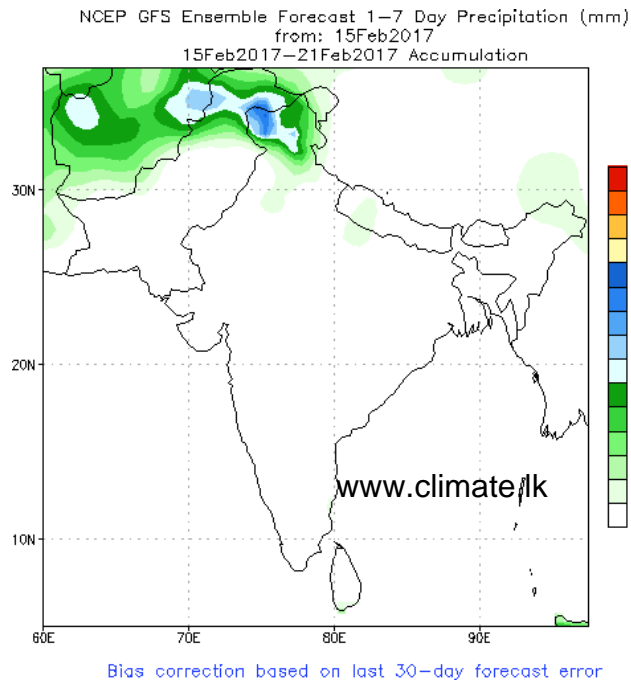 NCEP GFS Ensemble Forecast 1-7 Day Precipitation (mm)
from: 15Feb2017
15Feb2017-21Feb2017 Accumulation
30N
20N
www.climate.lk
10N
60E 70E 80E 90E
Bias correction based on last 30-day forecast error